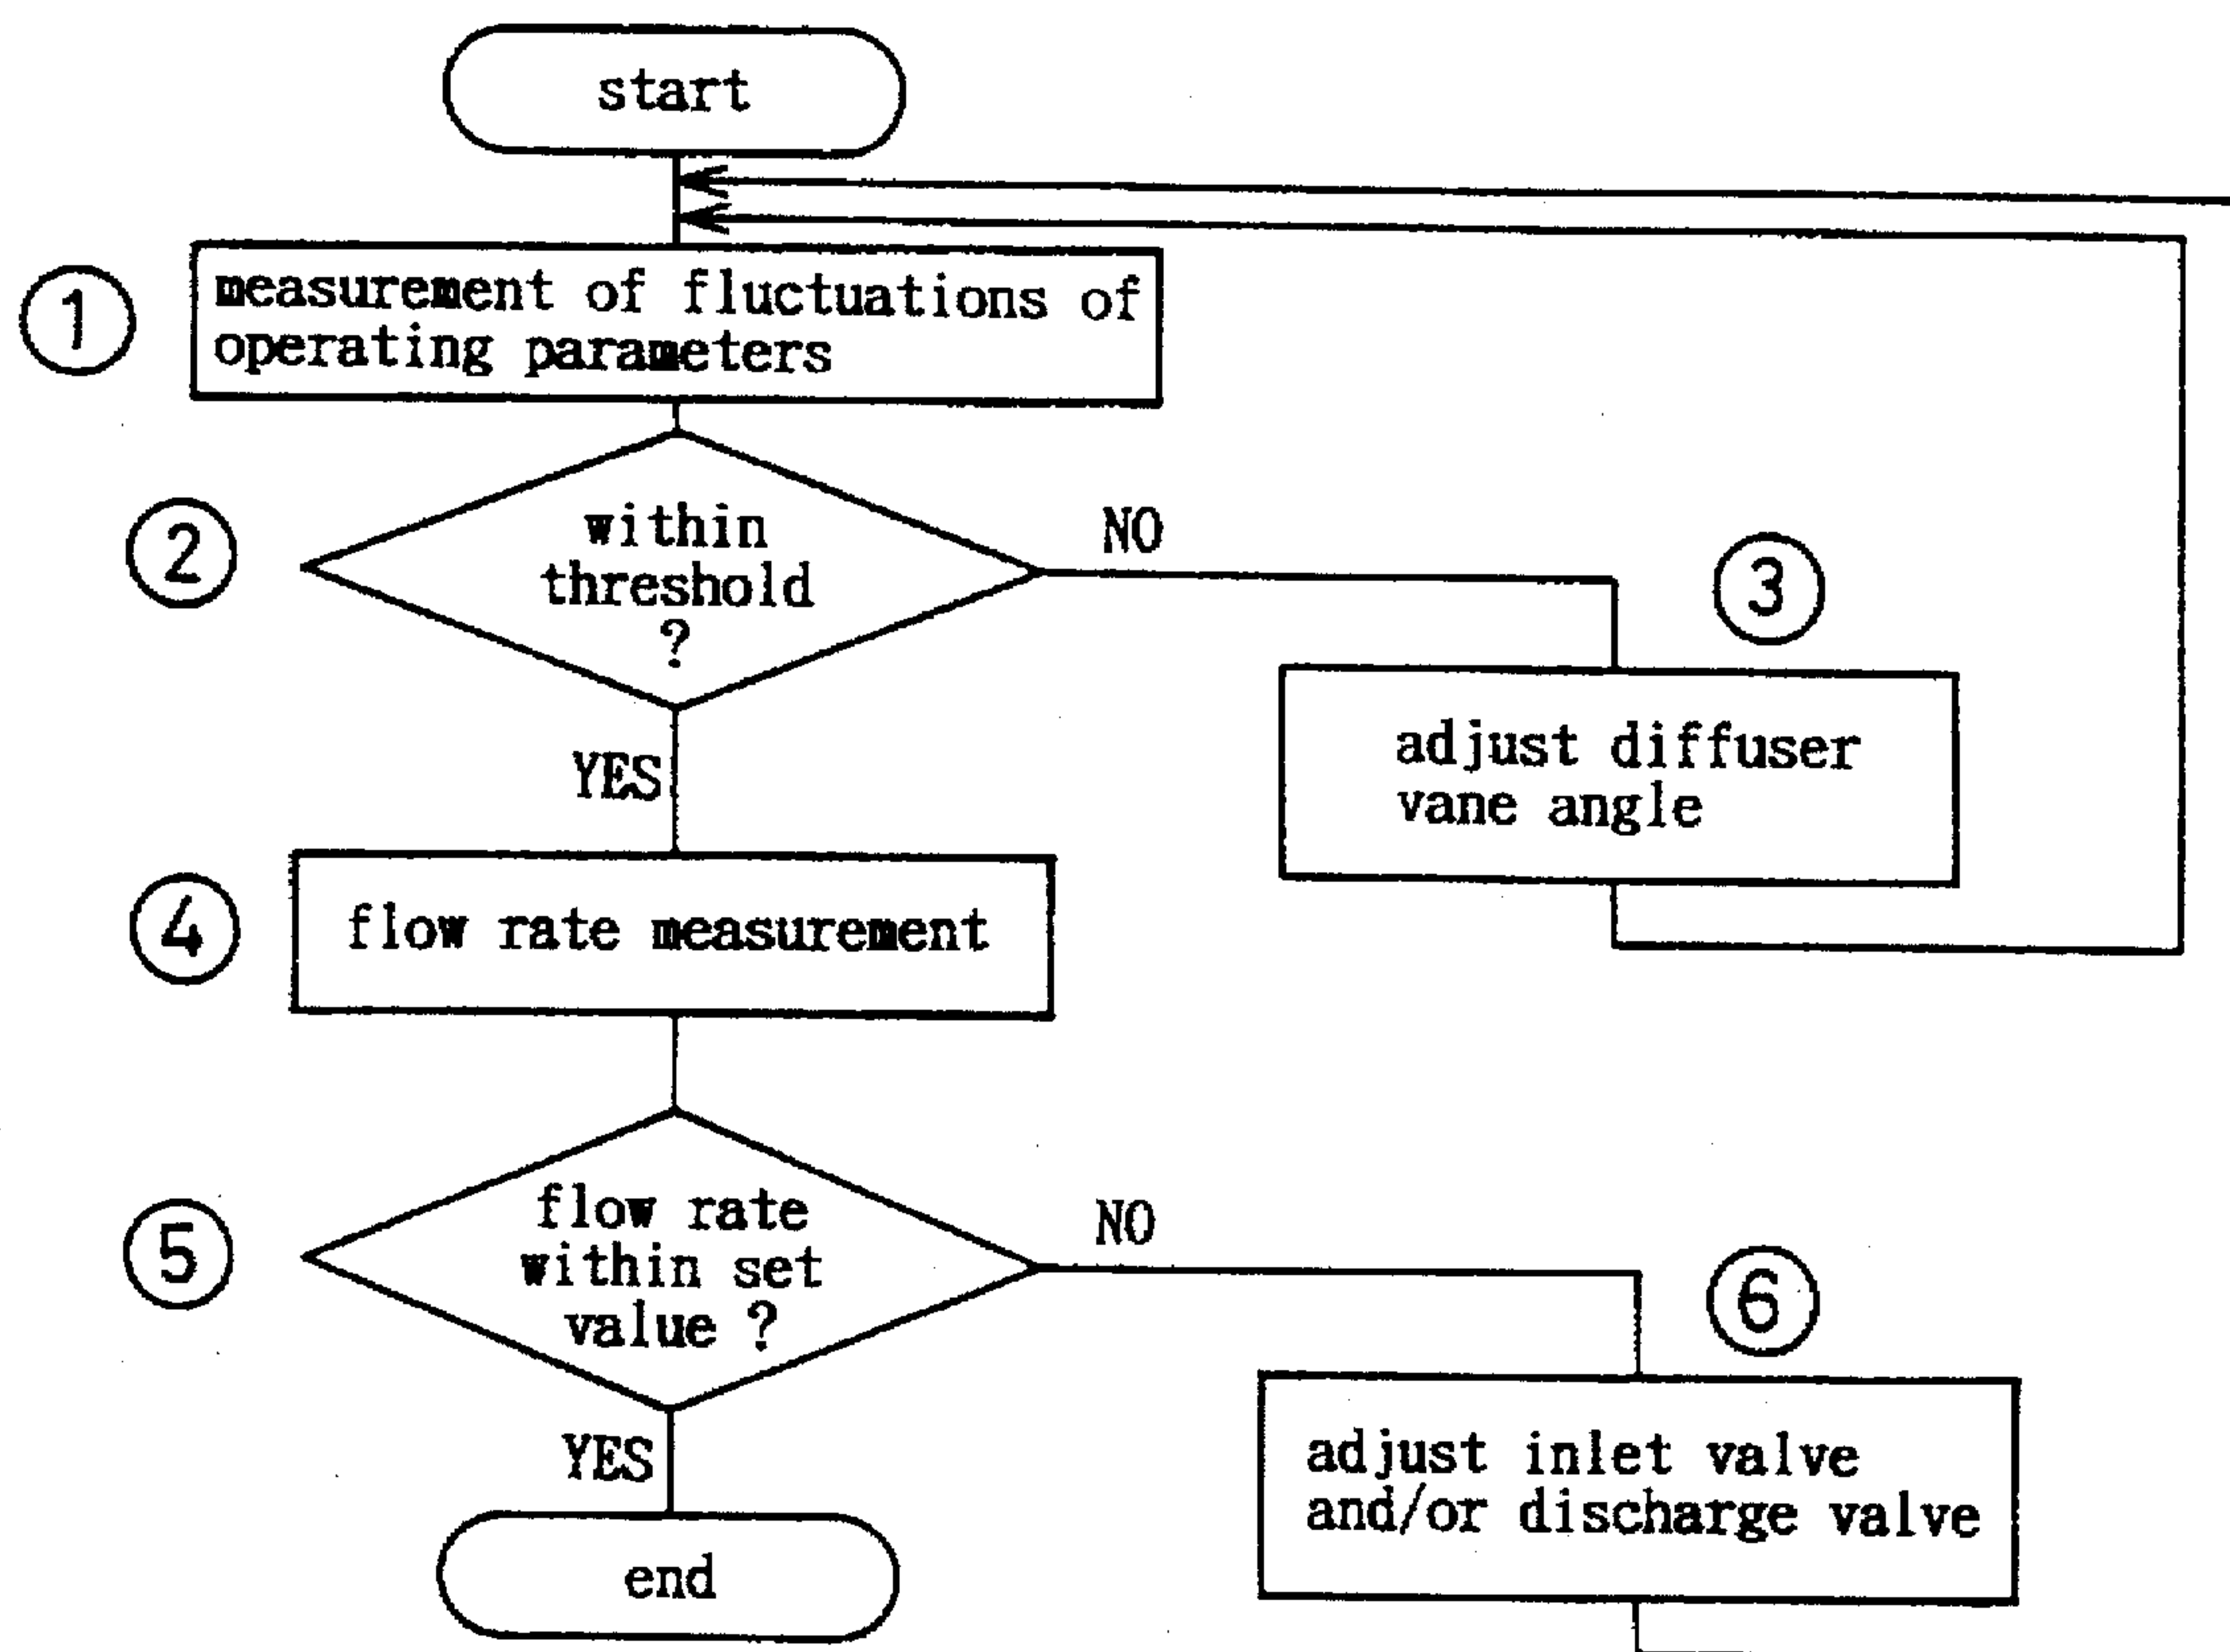 start
1
measurement of fluctuations of
operating parameters
2
within
threshold
?
NO
3
adjust diffuser
vane angle
YES
4
flow rate measurement
5
flow rate
within set
value ?
NO
6
adjust inlet valve
and/or discharge valve
YES
end